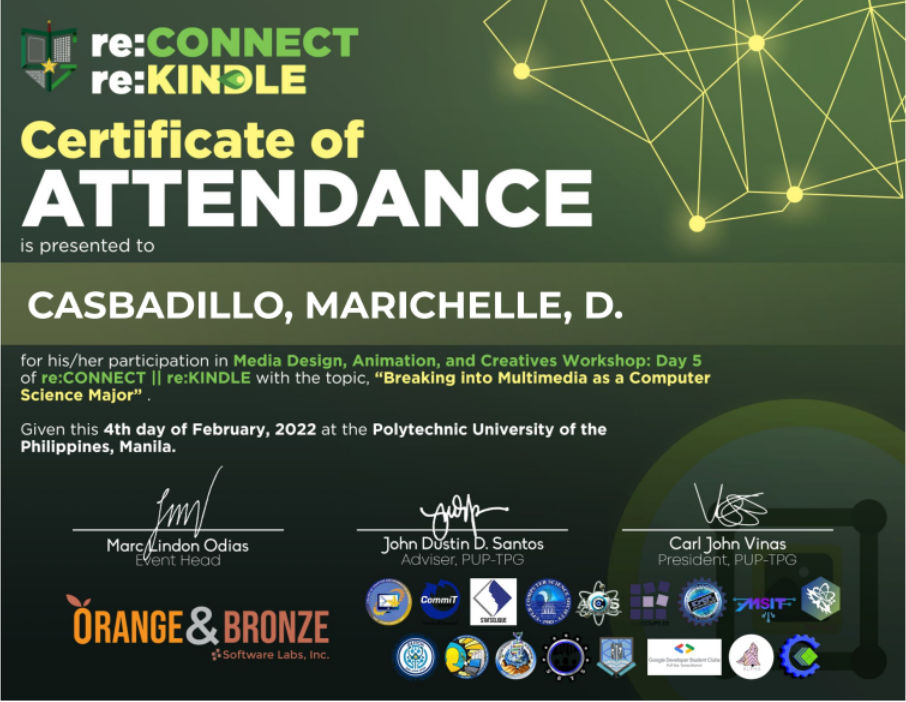 re:CONNECT
re:KINDLE
Certificate of
ATTENDANCE
is presented to
CASBADILLO, MARICHELLE, D.
for his/her participation in Media Design, Animation, and Creatives Workshop: Day 5
of re:CONNECT || re:KINDLE with the topic, “Breaking into Multimedia as a Computer
Science Major” .
Given this 4th day of February, 2022 at the Polytechnic University of the
Philippines, Manila.
Marc Lindon Odias
Event Head
John Dustin D. Santos
Adviser, PUP-TPG
Carl John Vinas
President, PUP-TPG
ORANGE & BRONZE
Software Labs, Inc.
CommiT
STATSILIQUE
MSIT
Google Developer Student Clubs